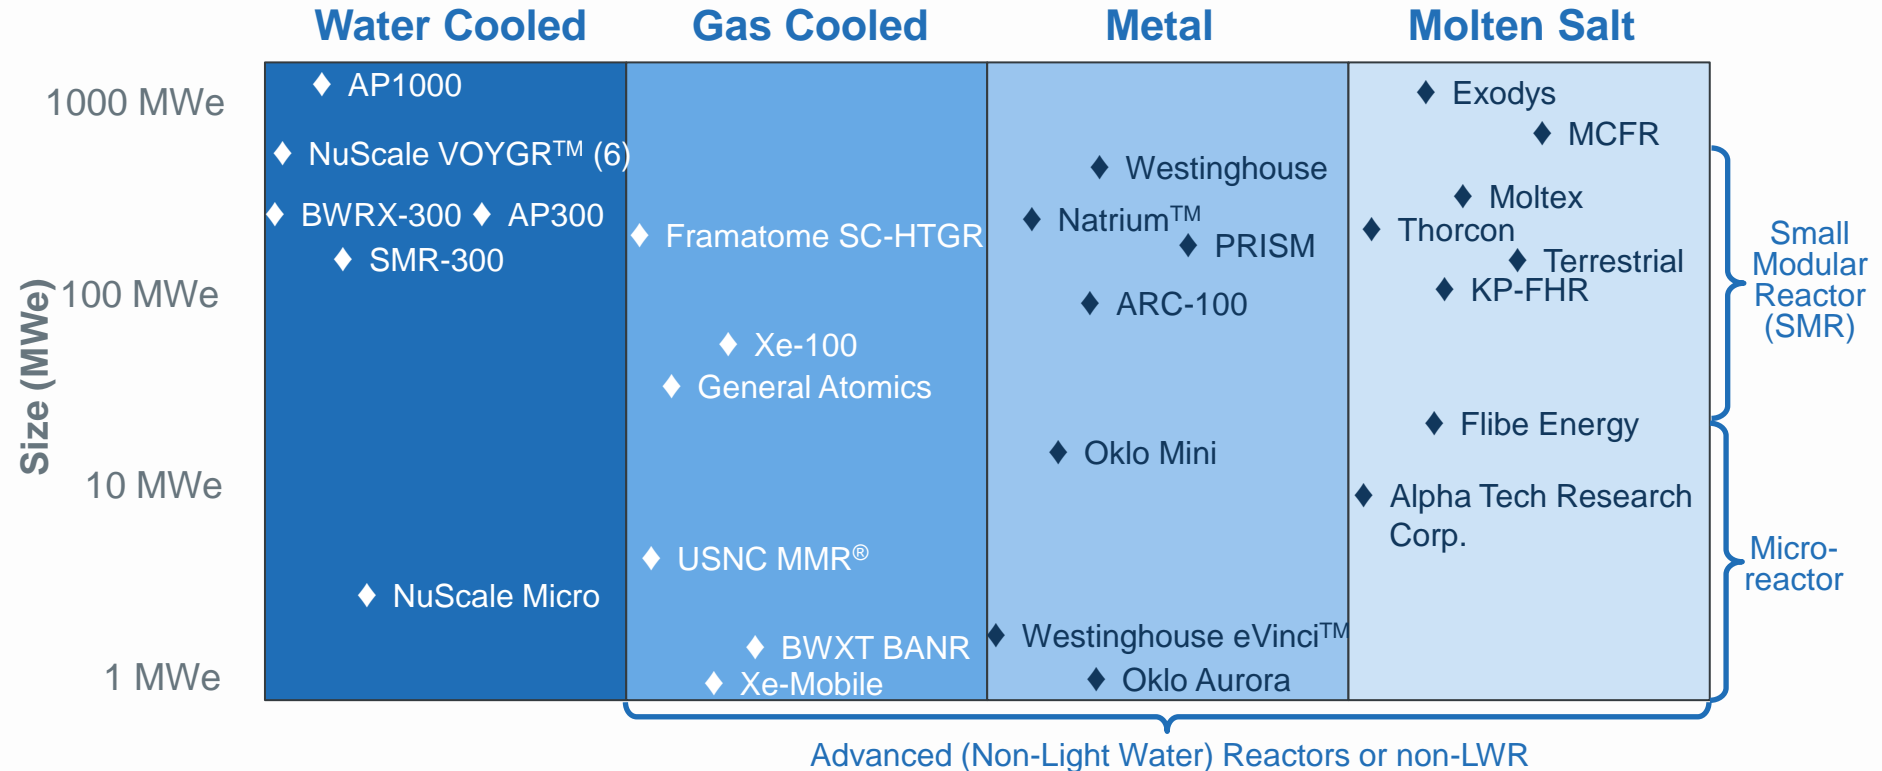 Water Cooled
Gas Cooled
Metal
Molten Salt
Size (MWe)
1000 MWe
100 MWe
10 MWe
1 MWe
AP1000
NuScale VOYGR™ (6)
BWRX-300
AP300
SMR-300
NuScale Micro
Framatome SC-HTGR
Xe-100
General Atomics
USNC MMR®
BWXT BANR
Xe-Mobile
Westinghouse
Natrium™
PRISM
ARC-100
Oklo Mini
Westinghouse eVinci™
Oklo Aurora
Exodys
MCFR
Moltex
Thorcon
Terrestrial
KP-FHR
Flibe Energy
Alpha Tech Research
Corp.
Small
Modular
Reactor
(SMR)
Micro-
reactor
Advanced (Non-Light Water) Reactors or non-LWR